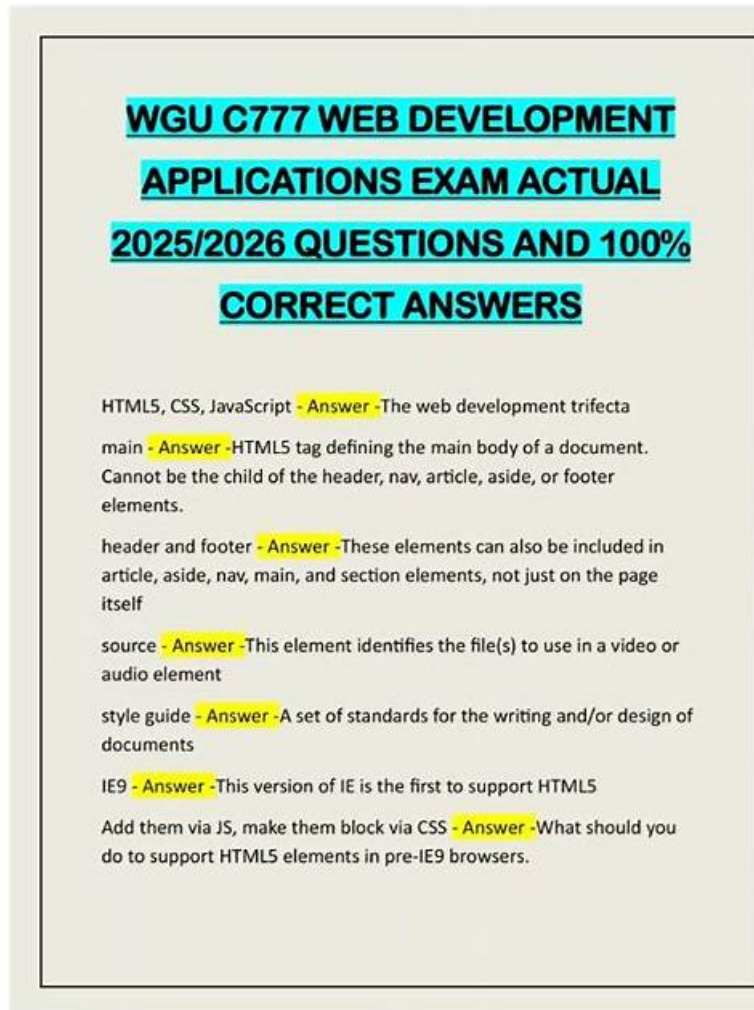 WGU C777 WEB DEVELOPMENT
APPLICATIONS EXAM ACTUAL
2025/2026 QUESTIONS AND 100%
CORRECT ANSWERS
HTML5, CSS, JavaScript - Answer -The web development trifecta
main - Answer -HTML5 tag defining the main body of a document.
Cannot be the child of the header, nav, article, aside, or footer
elements.
header and footer - Answer -These elements can also be included in
article, aside, nav, main, and section elements, not just on the page
itself
source - Answer -This element identifies the file(s) to use in a video or
audio element
style guide - Answer -A set of standards for the writing and/or design of
documents
IE9 - Answer -This version of IE is the first to support HTML5
Add them via JS, make them block via CSS - Answer -What should you
do to support HTML5 elements in pre-IE9 browsers.